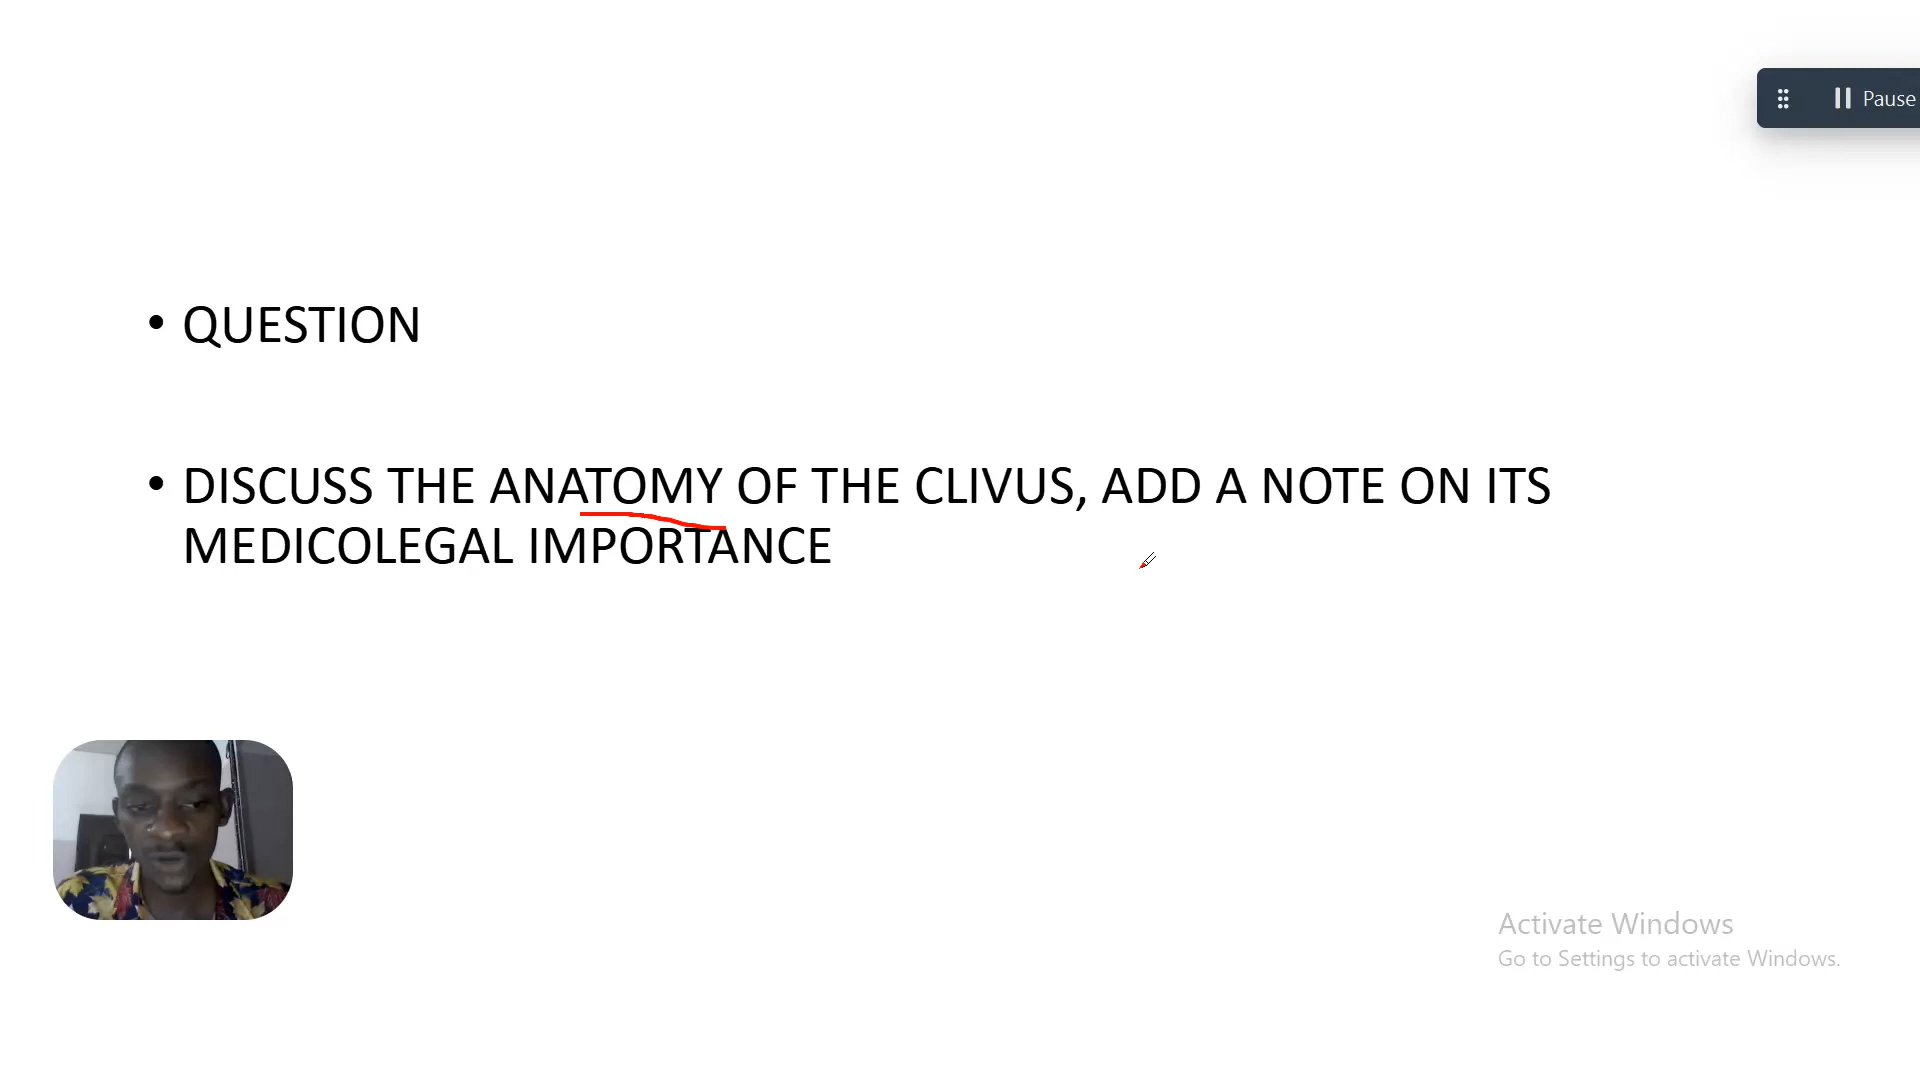 Pause
• QUESTION
• DISCUSS THE ANATOMY OF THE CLIVUS, ADD A NOTE ON ITS
MEDICOLEGAL IMPORTANCE
Activate Windows
Go to Settings to activate Windows.